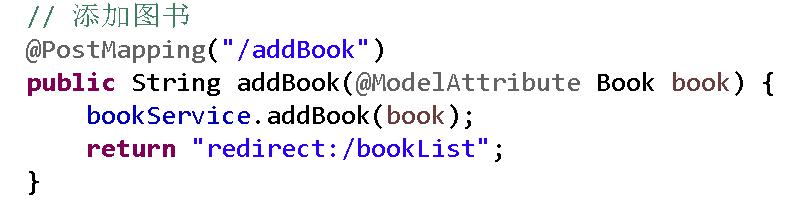 // 添加图书
@PostMapping("/addBook")
public String addBook(@ModelAttribute Book book) {
    bookService.addBook(book);
    return "redirect:/bookList";
}